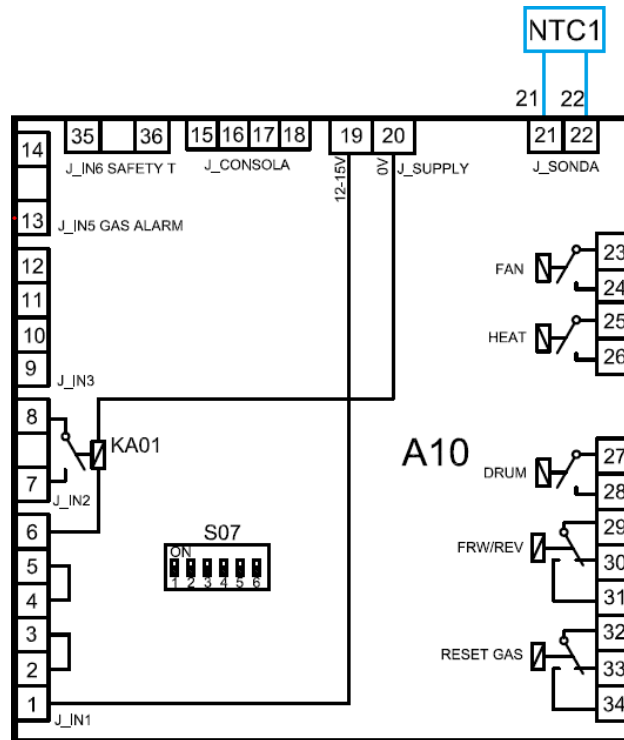 NTC1
21 22
35 36 15 16 17 18 19 20 21 22
14
J_IN6 SAFETY T J_CONSOLA 12-15V 0V J_SUPPLY J_SONDA
13 J_IN5 GAS ALARM
12
11
10
9 J_IN3
FAN 23
24
HEAT 25
26
8
KA01
7 J_IN2
A10
DRUM 27
28
6
5
4
3
2
1 J_IN1
S07
ON
1 2 3 4 5 6
FRW/REV 29
30
31
RESET GAS 32
33
34